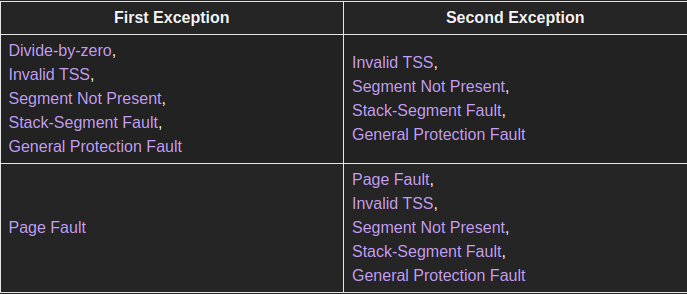 First Exception
Second Exception
Divide-by-zero,
Invalid TSS,
Segment Not Present,
Stack-Segment Fault,
General Protection Fault
Invalid TSS,
Segment Not Present,
Stack-Segment Fault,
General Protection Fault
Page Fault
Page Fault,
Invalid TSS,
Segment Not Present,
Stack-Segment Fault,
General Protection Fault